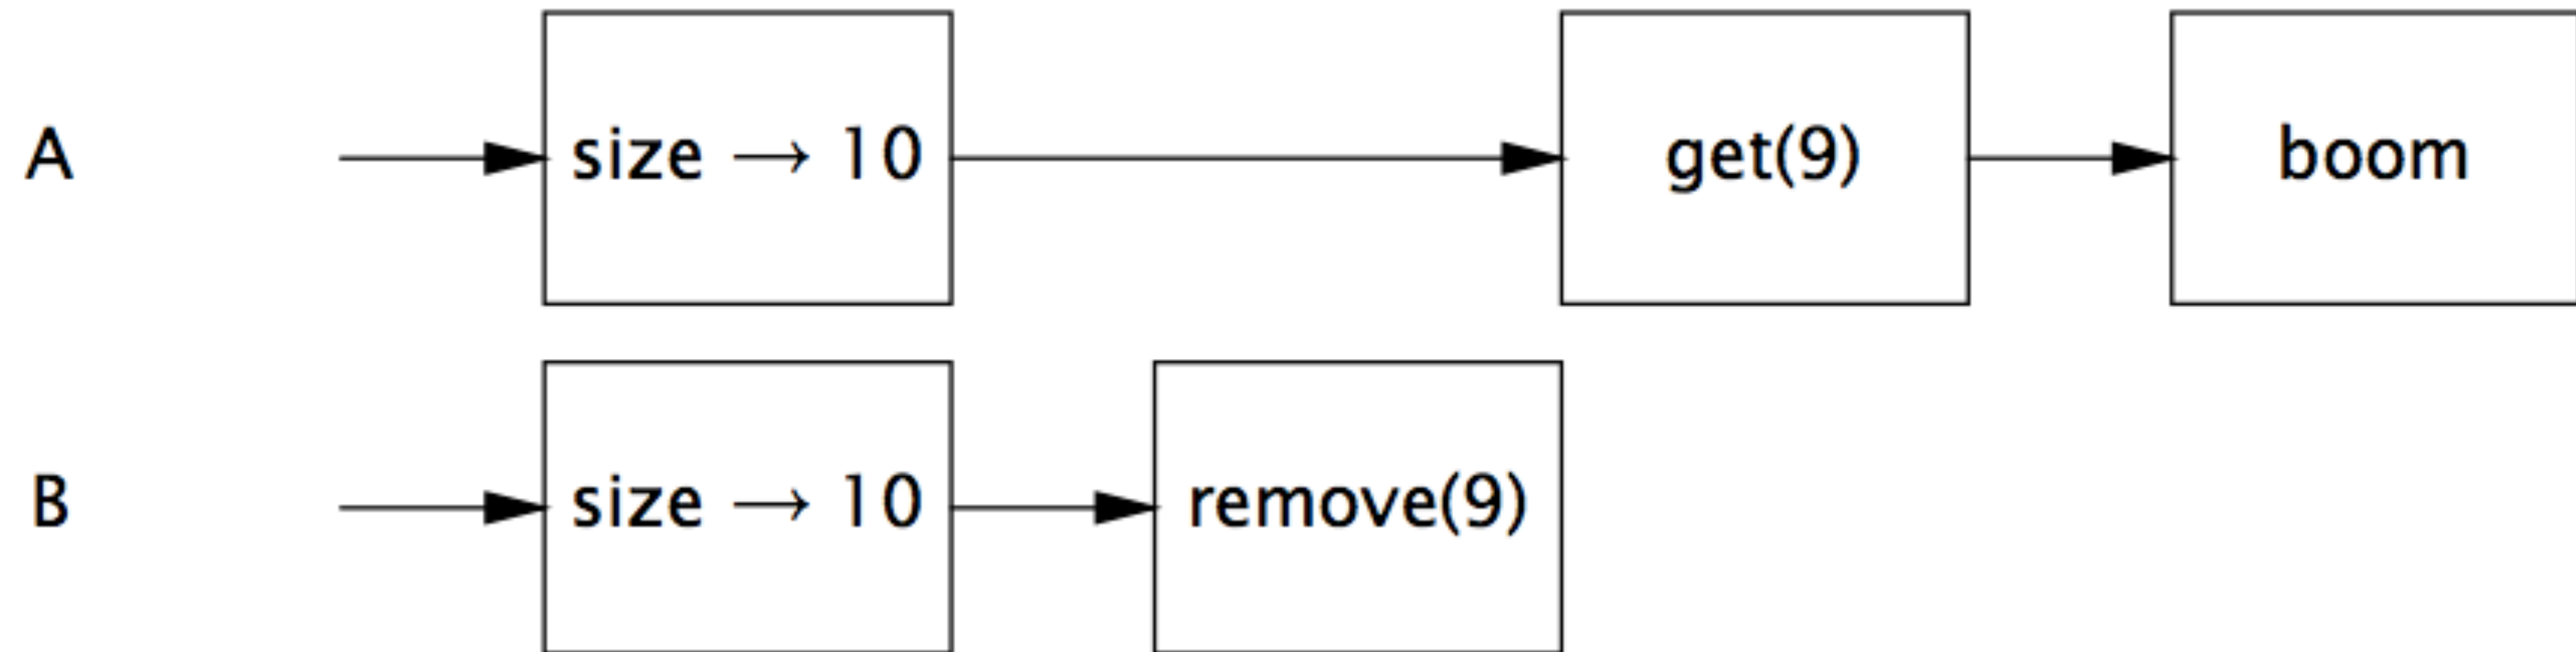 A size → 10 get(9) boom
B size → 10 remove(9)